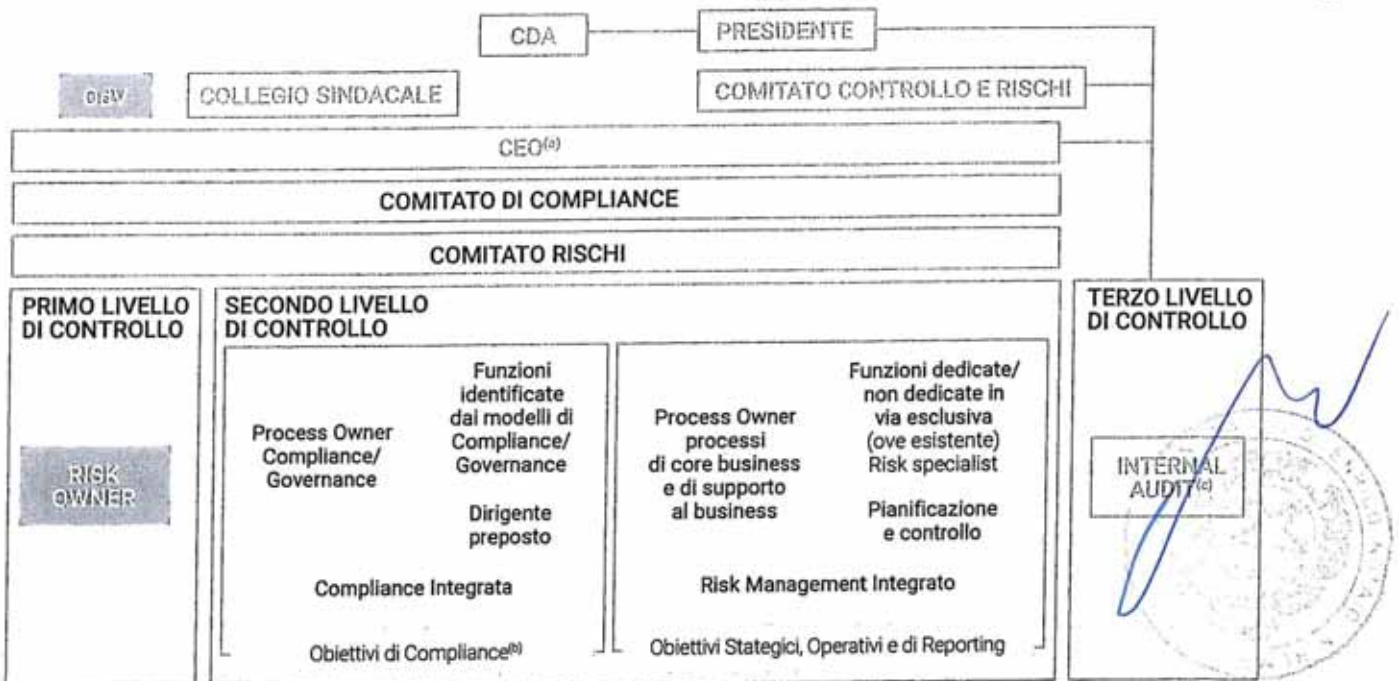 CDA
PRESIDENTE
COLLEGIO SINDACALE
COMITATO CONTROLLO E RISCHI
CEO(a)
COMITATO DI COMPLIANCE
COMITATO RISCHI
PRIMO LIVELLO
DI CONTROLLO
RISK
OWNER
SECONDO LIVELLO
DI CONTROLLO
Process Owner
Compliance/
Governance
Funzioni
identificate
dai modelli di
Compliance/
Governance
Dirigente
preposto
Compliance Integrata
Obiettivi di Compliance(b)
Process Owner
processi
di core business
e di supporto
al business
Funzioni dedicate/
non dedicate in
via esclusiva
(ove esistente)
Risk specialist
Pianificazione
e controllo
Risk Management Integrato
Obiettivi Stategici, Operativi e di Reporting
TERZO LIVELLO
DI CONTROLLO
INTERNAL
AUDIT(c)